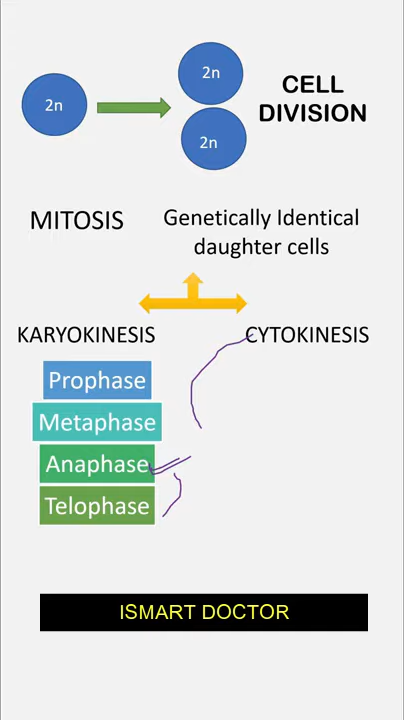 2n
2n
2n
CELL
DIVISION
MITOSIS
Genetically Identical
daughter cells
KARYOKINESIS
CYTOKINESIS
Prophase
Metaphase
Anaphase
Telophase
ISMART DOCTOR